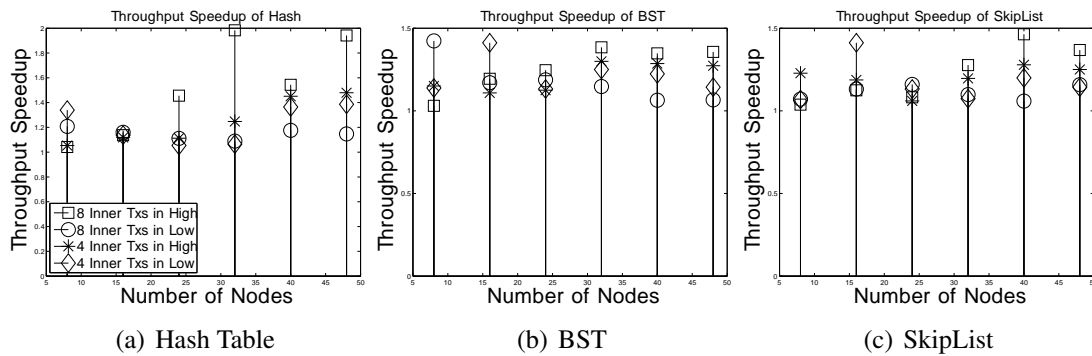 Throughput Speedup of Hash
Throughput Speedup
2
1.8
1.6
1.4
1.2
1
0.8
0.6
0.4
0.2
0
8 Inner Txs in High
8 Inner Txs in Low
4 Inner Txs in High
4 Inner Txs in Low
5 10 15 20 25 30 35 40 45 50
Number of Nodes
(a) Hash Table
Throughput Speedup of BST
Throughput Speedup
1.5
1
0.5
0
5 10 15 20 25 30 35 40 45 50
Number of Nodes
(b) BST
Throughput Speedup of SkipList
Throughput Speedup
1.5
1
0.5
0
5 10 15 20 25 30 35 40 45 50
Number of Nodes
(c) SkipList